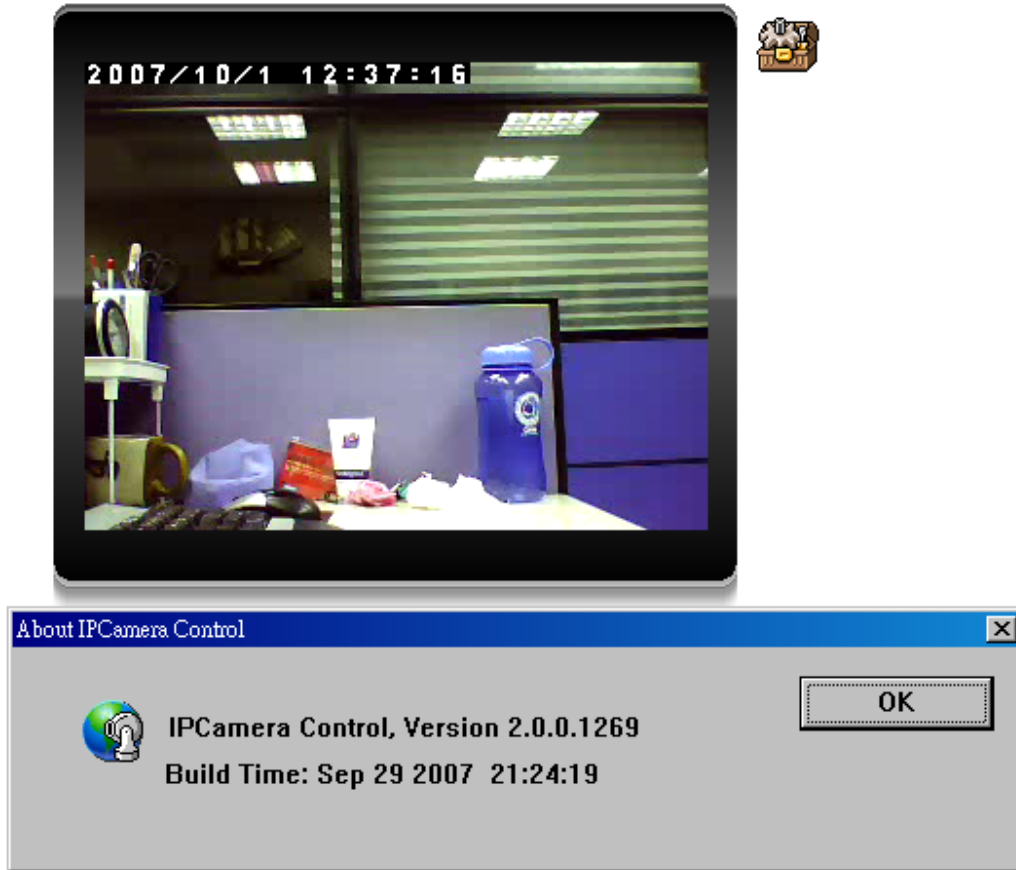 2007/10/1 12:37:16
About IPCamera Control
OK
IPCamera Control, Version 2.0.0.1269
Build Time: Sep 29 2007 21:24:19